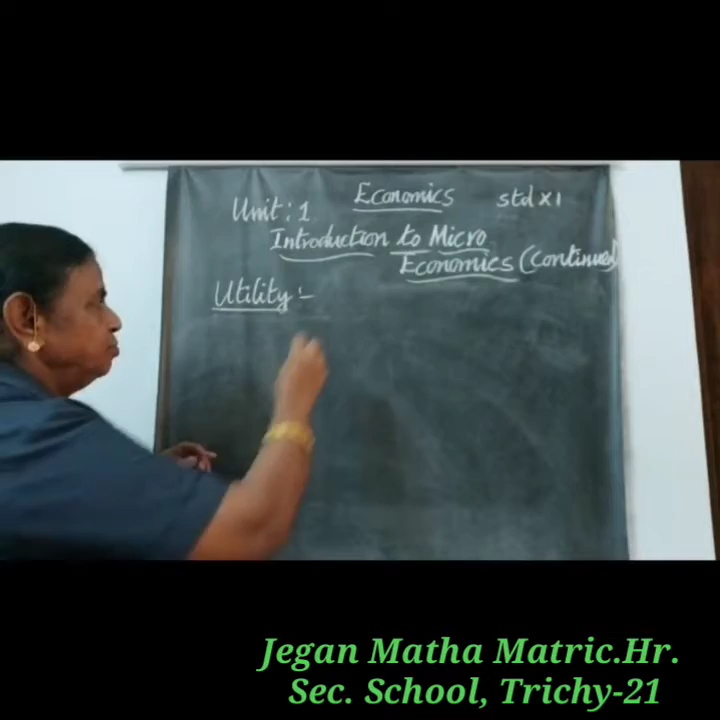 Unit: 1 Economics std XI
Introduction to Micro
Economics (Continued)
Utility :-
Jegan Matha Matric.Hr.
Sec. School, Trichy-21